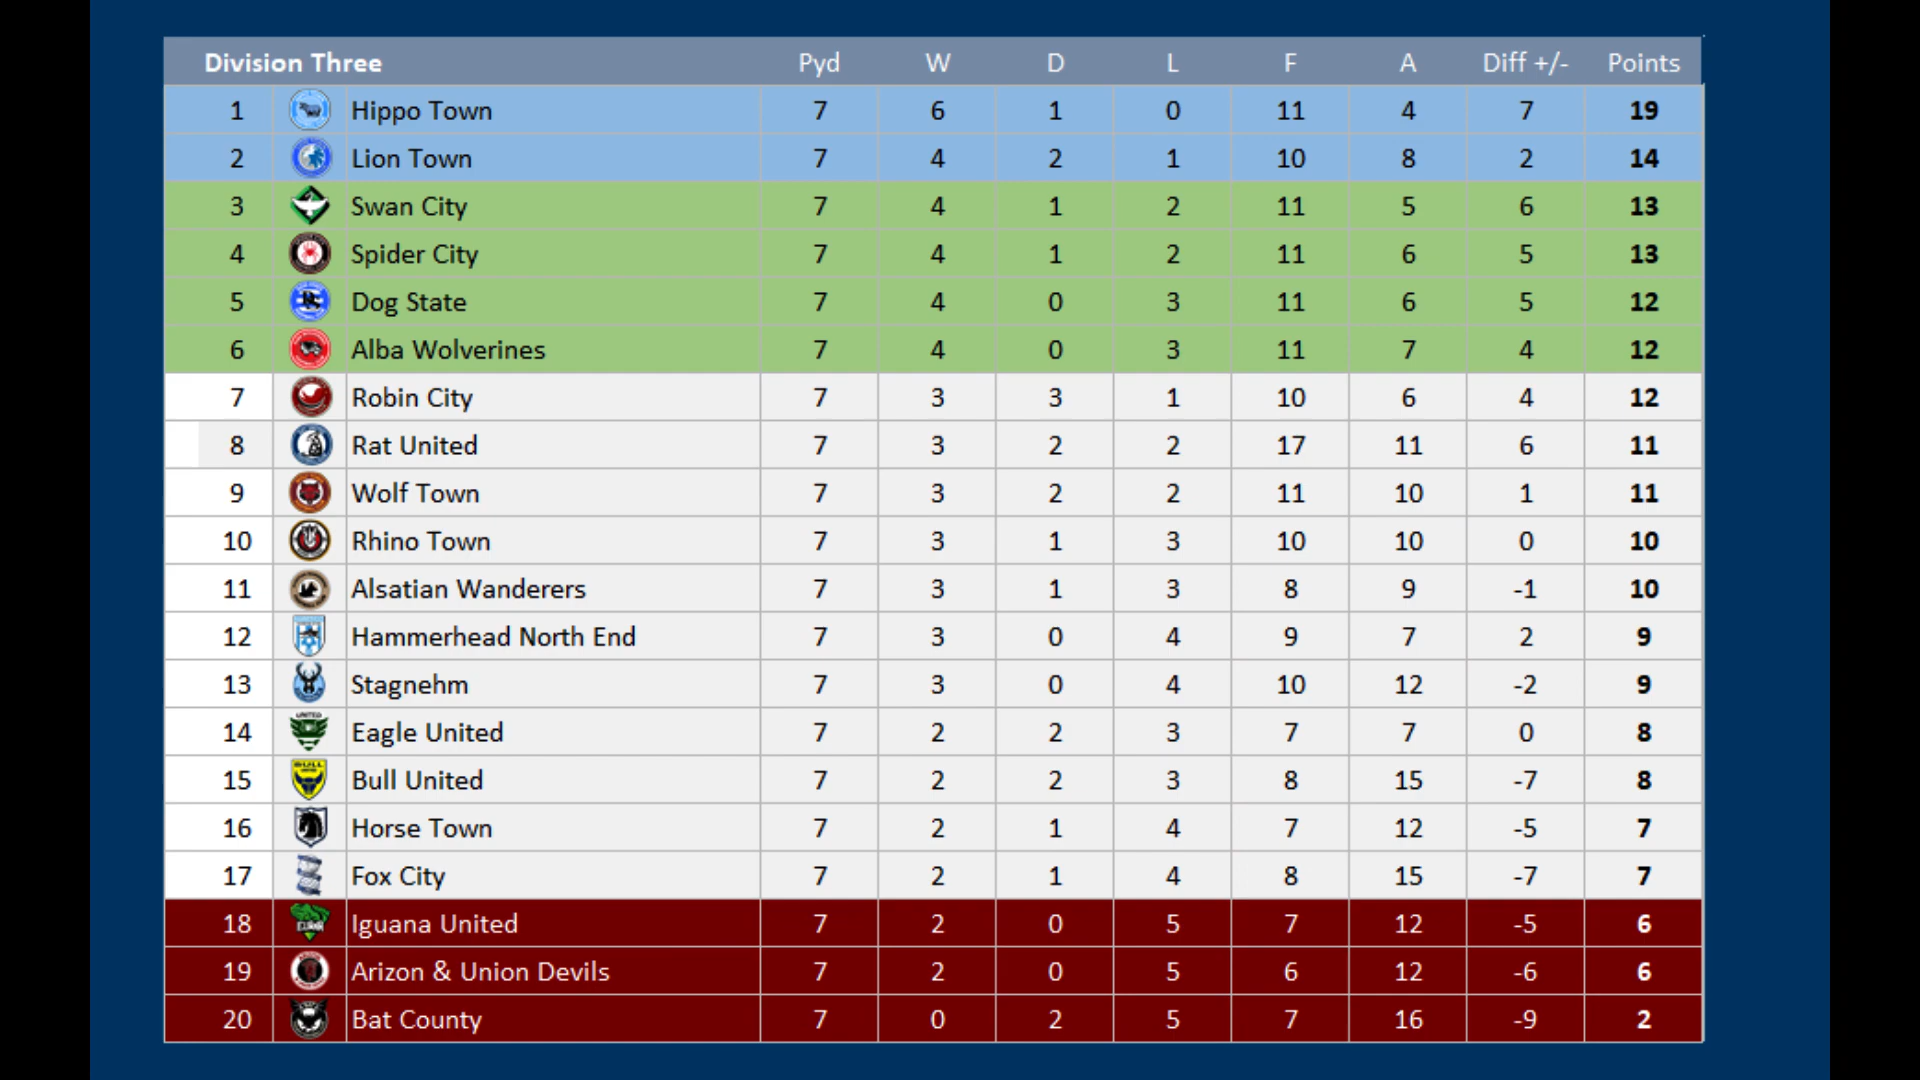 Division Three Pyd W D L F A Diff +/- Points
1 Hippo Town 7 6 1 0 11 4 7 19
2 Lion Town 7 4 2 1 10 8 2 14
3 Swan City 7 4 1 2 11 5 6 13
4 Spider City 7 4 1 2 11 6 5 13
5 Dog State 7 4 0 3 11 6 5 12
6 Alba Wolverines 7 4 0 3 11 7 4 12
7 Robin City 7 3 3 1 10 6 4 12
8 Rat United 7 3 2 2 17 11 6 11
9 Wolf Town 7 3 2 2 11 10 1 11
10 Rhino Town 7 3 1 3 10 10 0 10
11 Alsatian Wanderers 7 3 1 3 8 9 -1 10
12 Hammerhead North End 7 3 0 4 9 7 2 9
13 Stagnehm 7 3 0 4 10 12 -2 9
14 UNITED Eagle United 7 2 2 3 7 7 0 8
15 BULL Bull United 7 2 2 3 8 15 -7 8
16 Horse Town 7 2 1 4 7 12 -5 7
17 Fox City 7 2 1 4 8 15 -7 7
18 Iguana United 7 2 0 5 7 12 -5 6
19 Arizon & Union Devils 7 2 0 5 6 12 -6 6
20 Bat County 7 0 2 5 7 16 -9 2